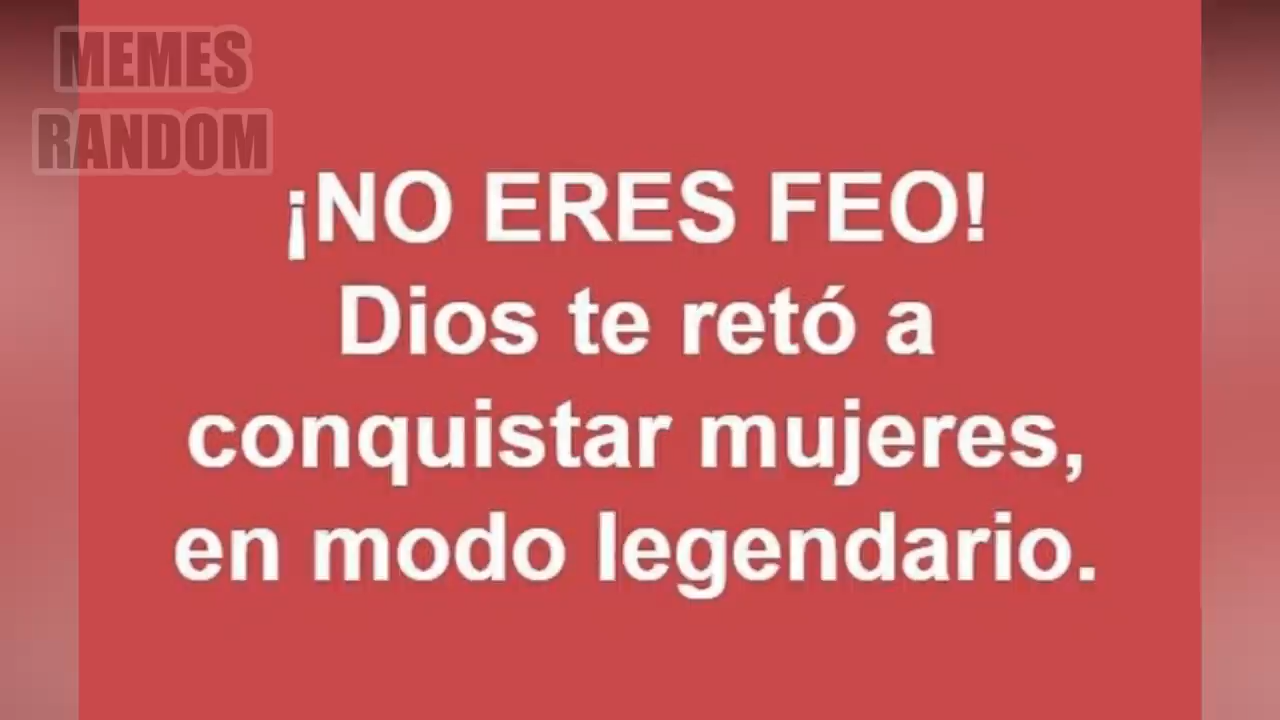 MEMES
RANDOM
¡NO ERES FEO!
Dios te retó a
conquistar mujeres,
en modo legendario.